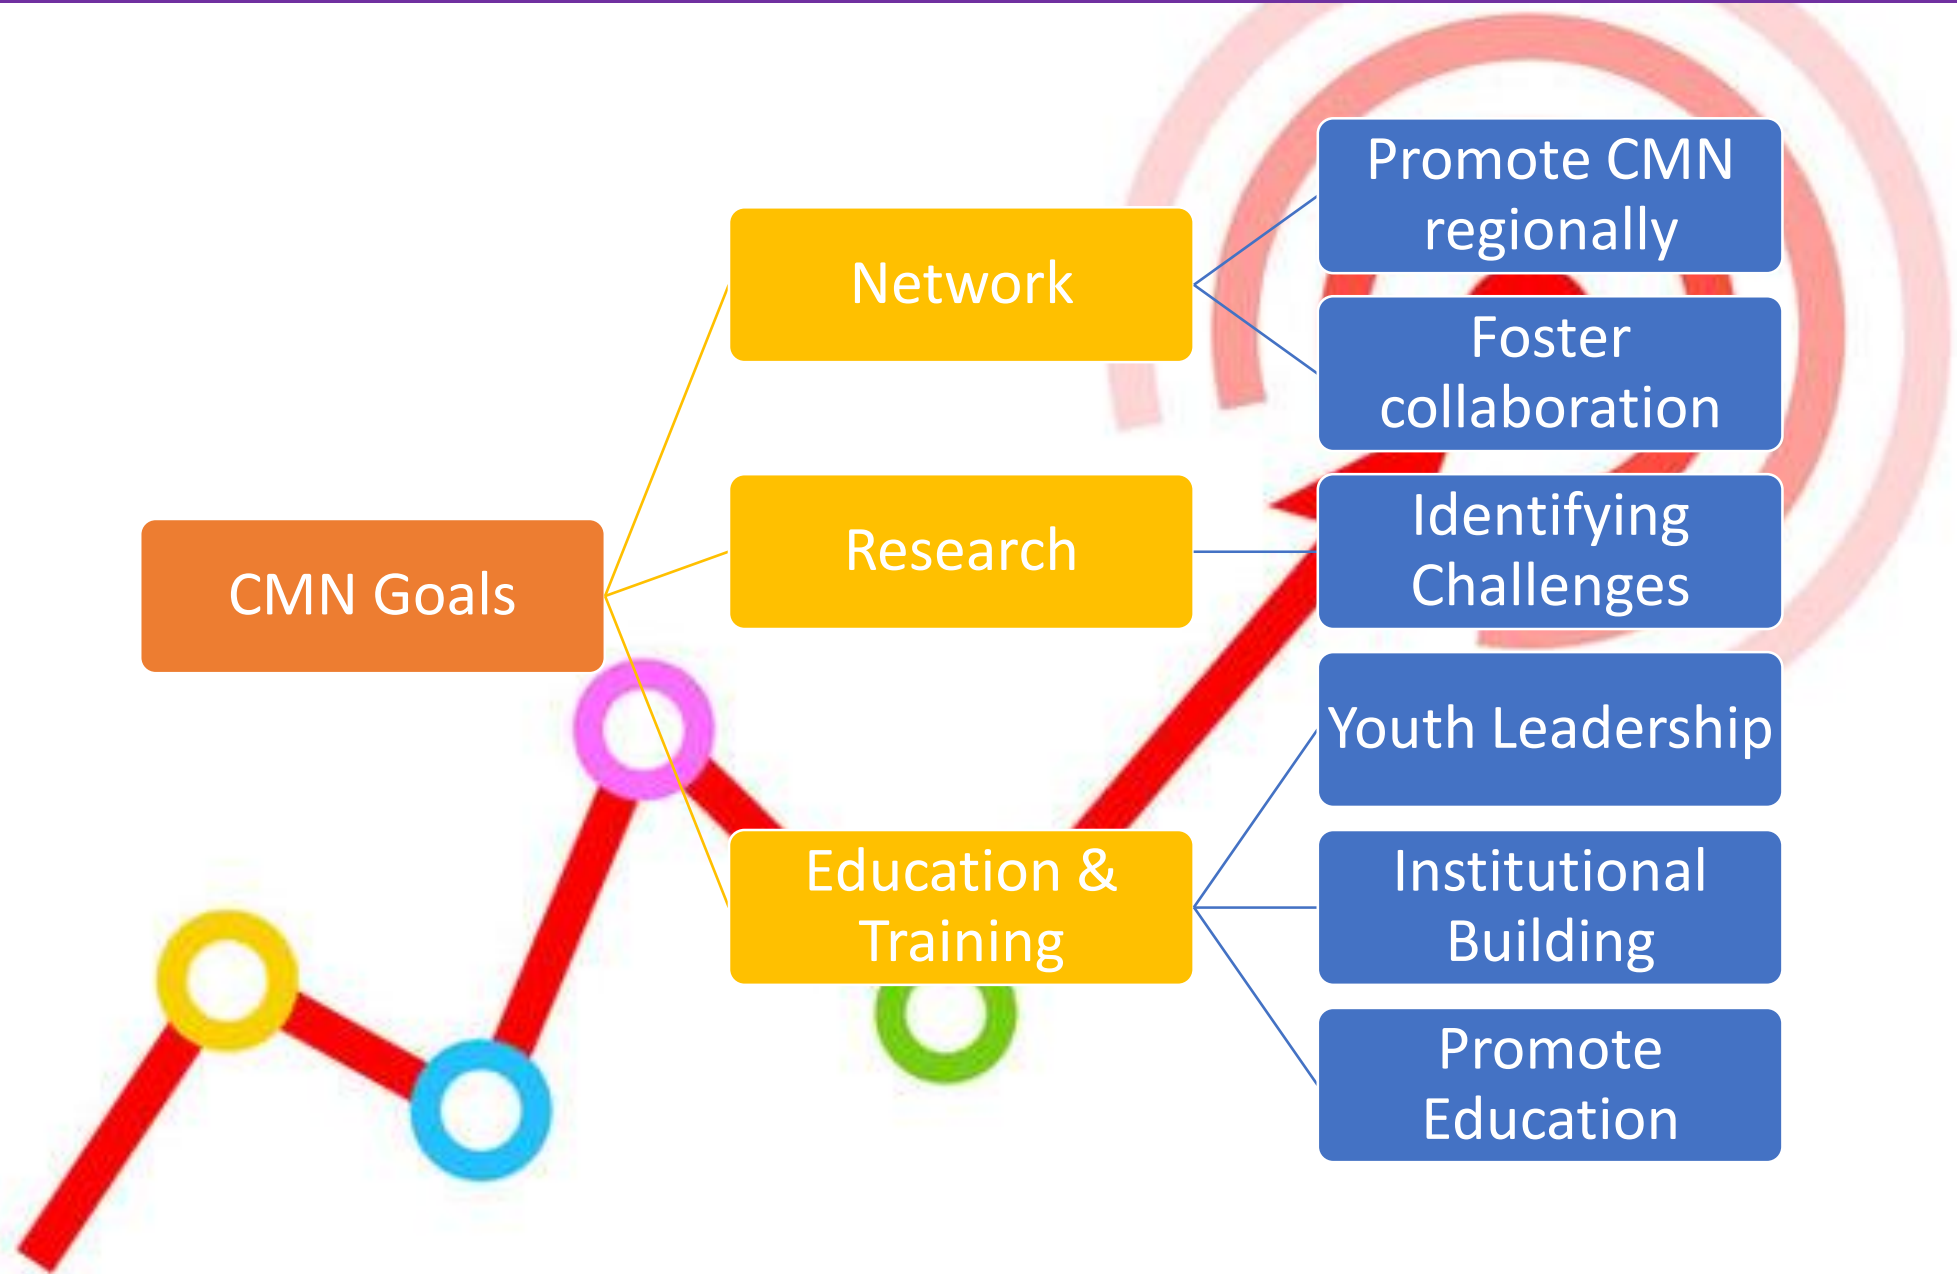 CMN Goals
Network
Promote CMN
regionally
Foster
collaboration
Research
Identifying
Challenges
Education &
Training
Youth Leadership
Institutional
Building
Promote
Education